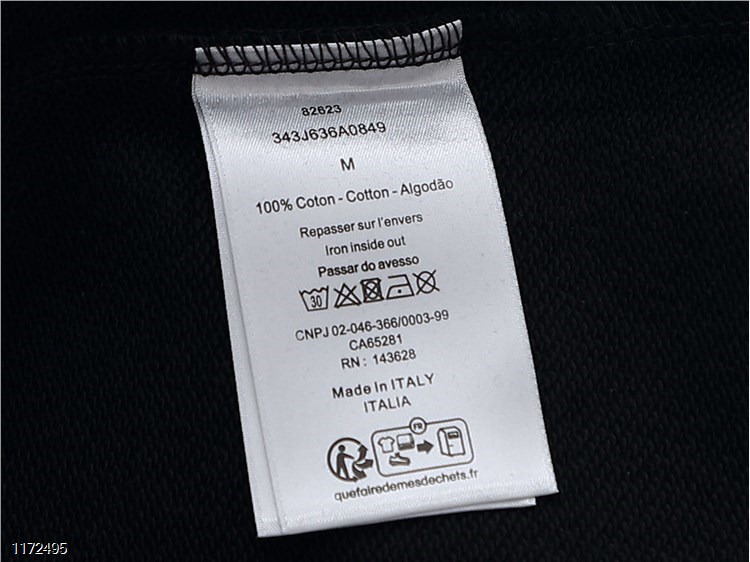 82623
343J636A0849
M
100% Coton - Cotton - Algodão
Repasser sur l'envers
Iron inside out
Passar do avesso
30
CNPJ 02-046-366/0003-99
CA65281
RN : 143628
Made In ITALY
ITALIA
FR
quefairedemesdechets.fr
1172495